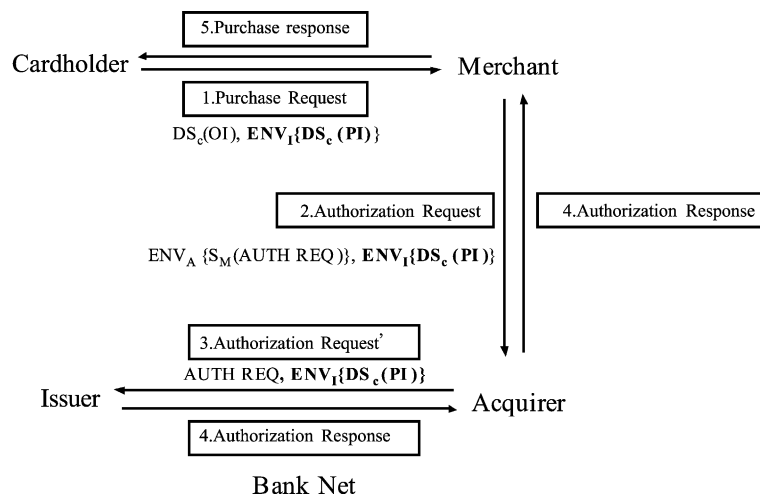 5.Purchase response
Cardholder
Merchant
1.Purchase Request
DSc(OI), ENVI{DSc(PI)}
2.Authorization Request
4.Authorization Response
ENVA {SM(AUTH REQ)}, ENVI{DSc(PI)}
3.Authorization Request'
AUTH REQ, ENVI{DSc(PI)}
Issuer
Acquirer
4.Authorization Response
Bank Net